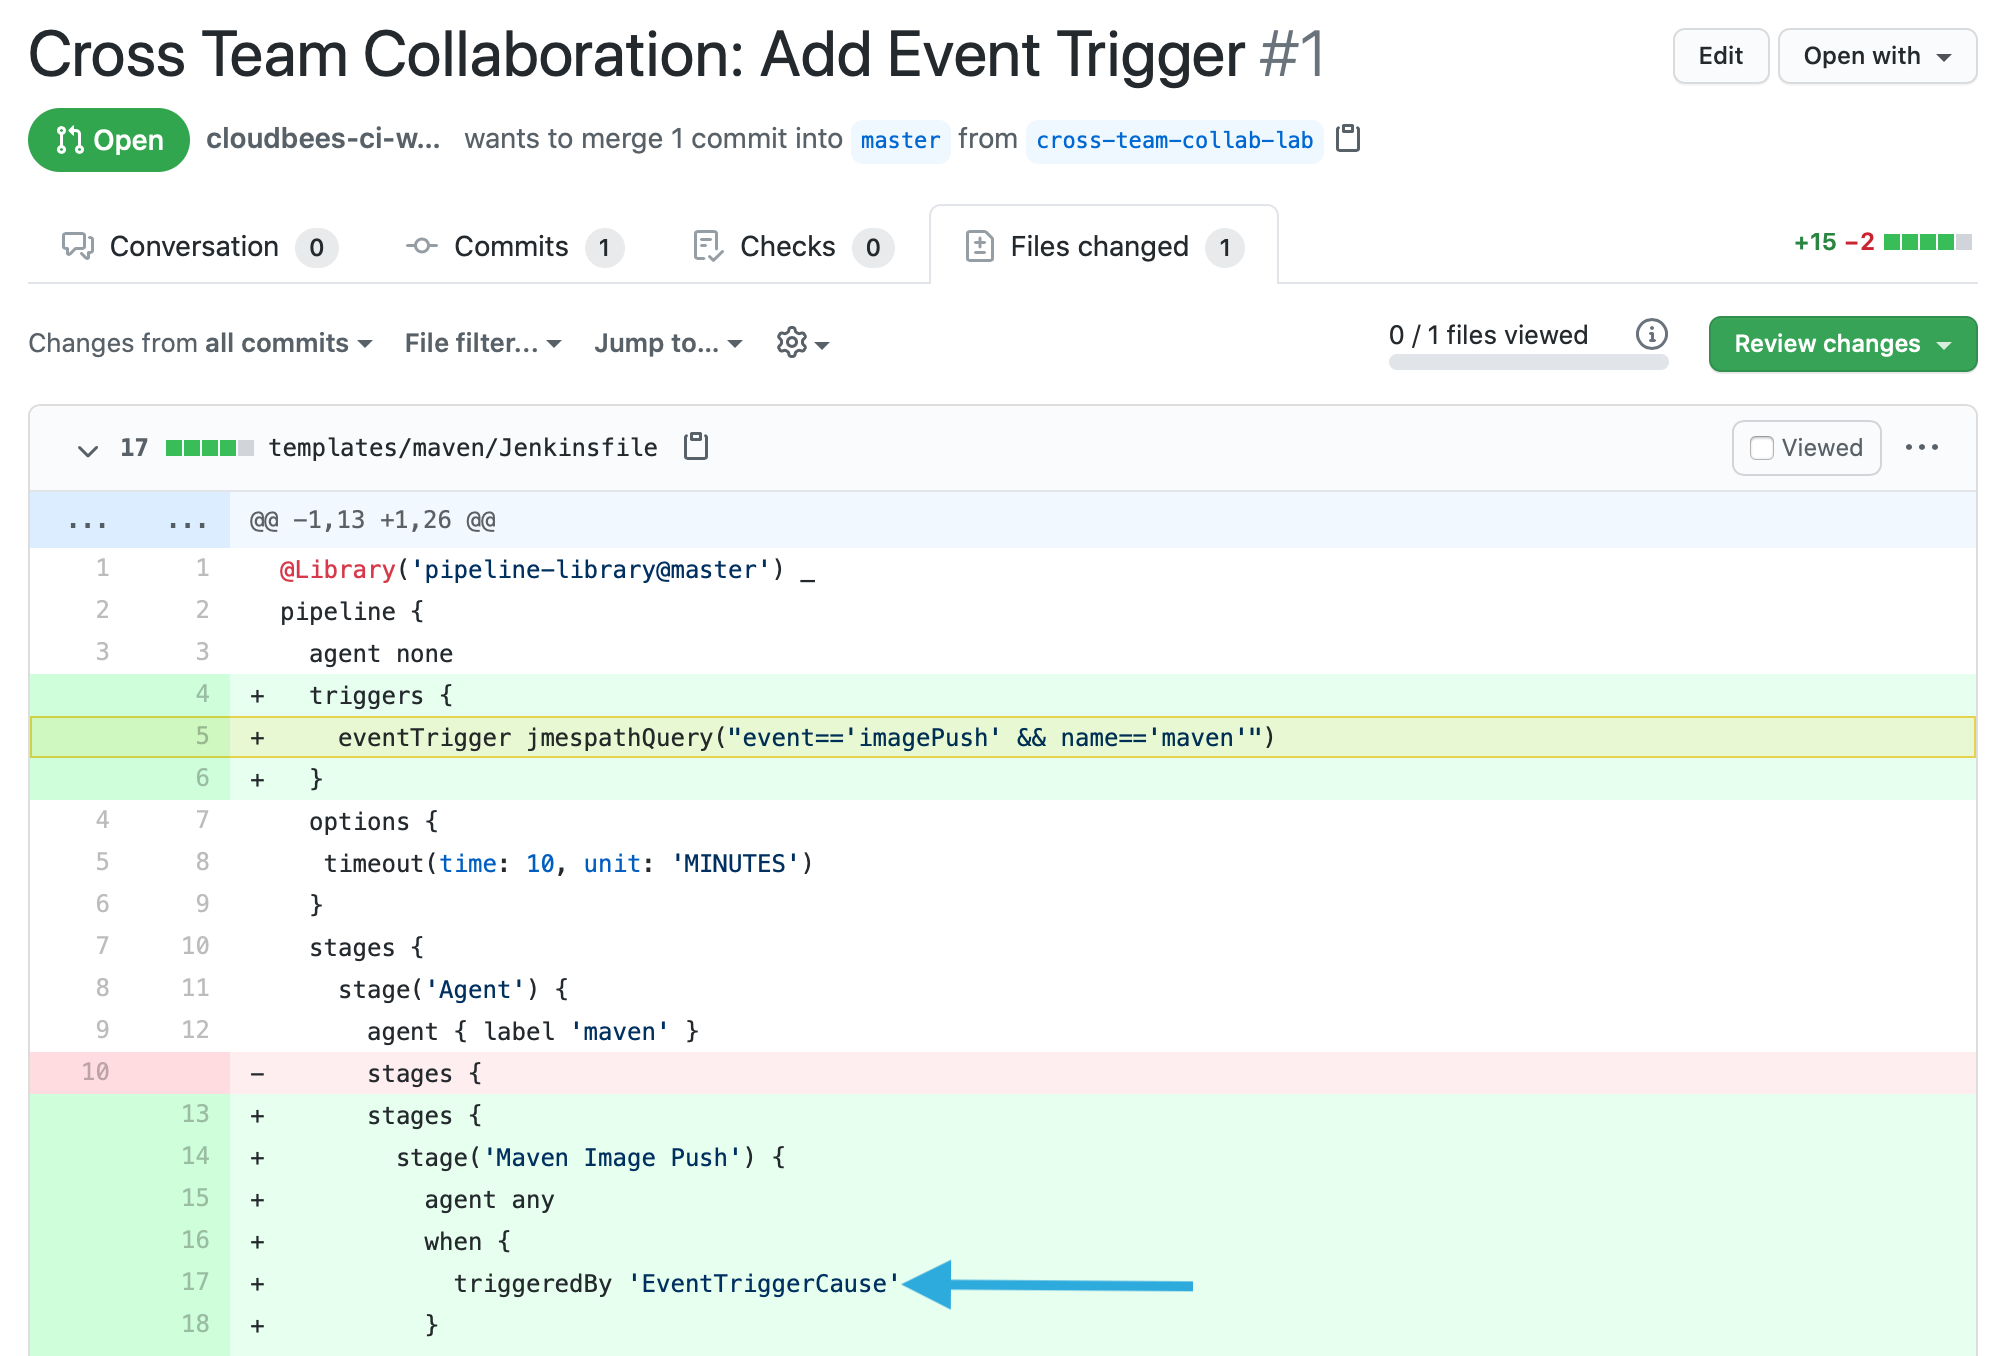 Cross Team Collaboration: Add Event Trigger #1
Edit
Open with
Open
cloudbees-ci-w... wants to merge 1 commit into master from cross-team-collab-lab
Conversation 0
Commits 1
Checks 0
Files changed 1
+15 −2
Changes from all commits
File filter...
Jump to...
0 / 1 files viewed
Review changes
17 templates/maven/Jenkinsfile
Viewed
... ... @@ -1,13 +1,26 @@
1 1 @Library('pipeline-library@master') _
2 2 pipeline {
3 3 agent none
4 + triggers {
5 + eventTrigger jmespathQuery("event=='imagePush' && name=='maven'")
6 + }
4 7 options {
5 8 timeout(time: 10, unit: 'MINUTES')
6 9 }
7 10 stages {
8 11 stage('Agent') {
9 12 agent { label 'maven' }
10 - stages {
13 + stages {
14 + stage('Maven Image Push') {
15 + agent any
16 + when {
17 + triggeredBy 'EventTriggerCause'
18 + }